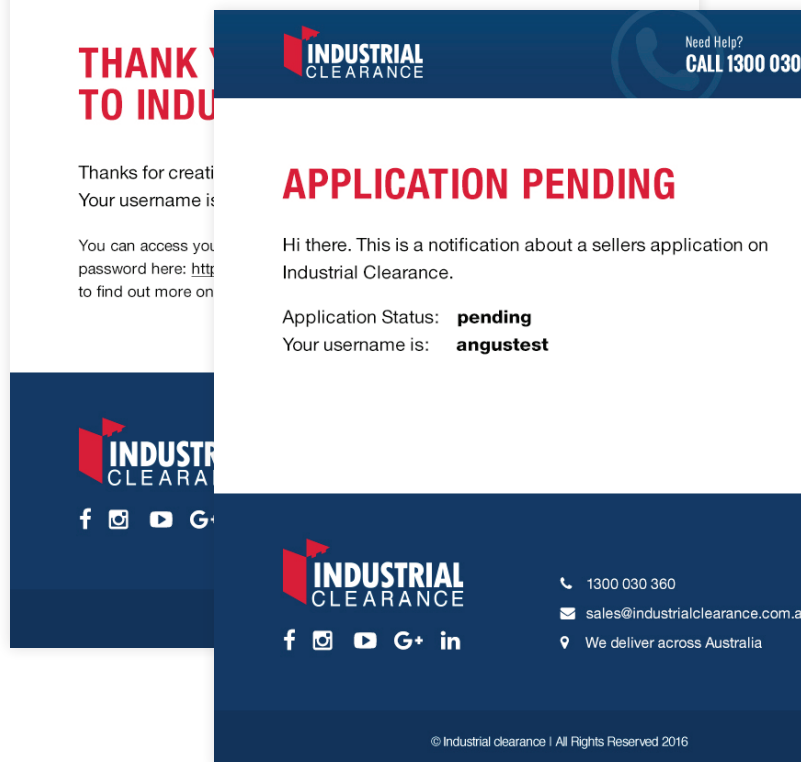 THANK
TO INDU
Thanks for creati
Your username is
You can access you
password here: http
to find out more on
INDUSTR
CLEARA
f G+
INDUSTRIAL
CLEARANCE
Need Help?
CALL 1300 030
APPLICATION PENDING
Hi there. This is a notification about a sellers application on
Industrial Clearance.
Application Status: pending
Your username is: angustest
INDUSTRIAL
CLEARANCE
f G+ in
1300 030 360
sales@industrialclearance.com.a
We deliver across Australia
© Industrial clearance | All Rights Reserved 2016